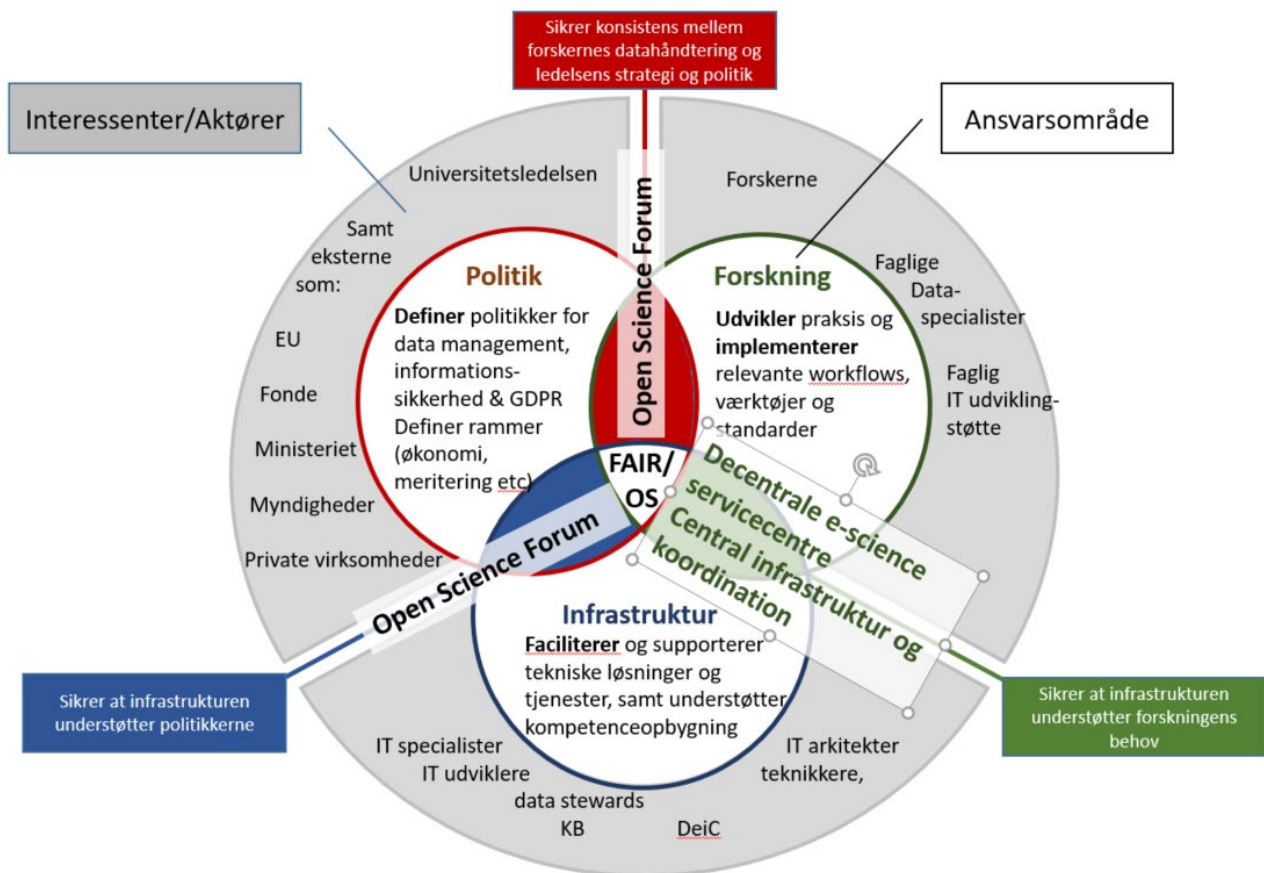 Sikrer konsistens mellem
forskernes datahåndtering og
ledelsens strategi og politik
Interessenter/Aktører
Ansvarsområde
Universitetsledelsen
Samt
eksterne
som:
EU
Fonde
Ministeriet
Myndigheder
Private virksomheder
Forskerne
Faglige
Data-
specialister
Faglig
IT udvikling-
støtte
Politik
Definer politikker for
data management,
informations-
sikkerhed & GDPR
Definer rammer
(økonomi,
meritering etc)
Open Science Forum
Forskning
Udvikler praksis og
implementerer
relevante workflows,
værktøjer og
standarder
FAIR/
OS
Open Science Forum
Decentrale e-science
servicecentre
Central infrastruktur og
koordination
Infrastruktur
Faciliterer og supporterer
tekniske løsninger og
tjenester, samt understøtter
kompetenceopbygning
Sikrer at infrastrukturen
understøtter politikkerne
Sikrer at infrastrukturen
understøtter forskningens
behov
IT specialister
IT udviklere
data stewards
KB
DeiC
IT arkitekter
teknikkere,